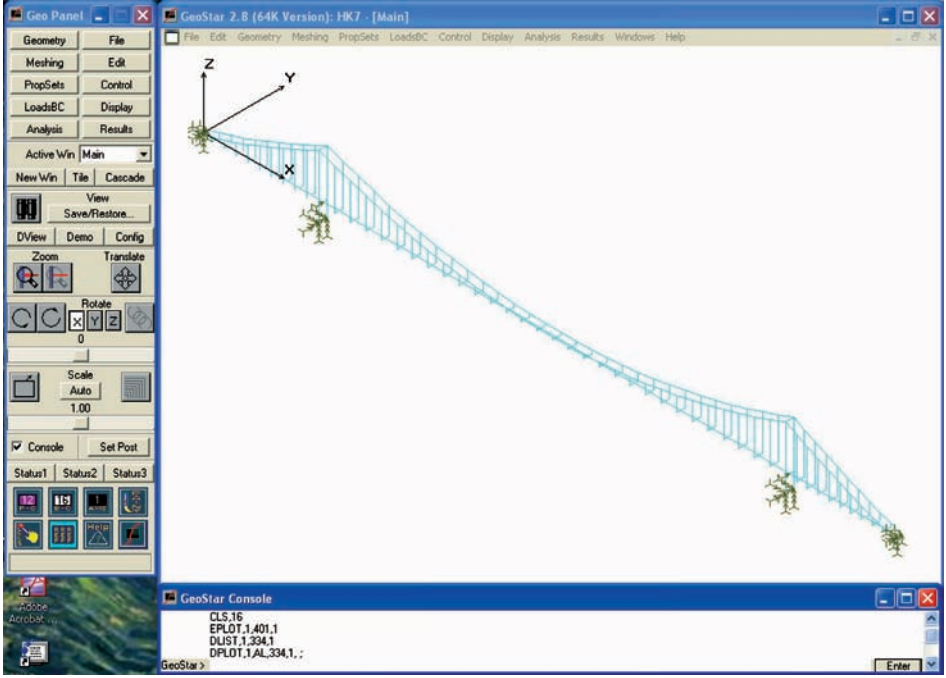 Geo Panel
Geometry File
Meshing Edit
PropSets Control
LoadsBC Display
Analysis Results
Active Win Main
New Win Tile Cascade
View
Save/Restore...
DView Demo Config
Zoom Translate
Rotate
X Y Z
0
Scale
Auto
1.00
Console Set Post
Status1 Status2 Status3
12 16 1
Help
Adobe
Acrobat
GeoStar 2.8 (64K Version): HK7 - [Main]
File Edit Geometry Meshing PropSets LoadsBC Control Display Analysis Results Windows Help
Z
Y
X
GeoStar Console
CLS,16
EPLOT,1,401,1
DLIST,1,334,1
DPLOT,1,AL,334,1, ;
GeoStar >
Enter